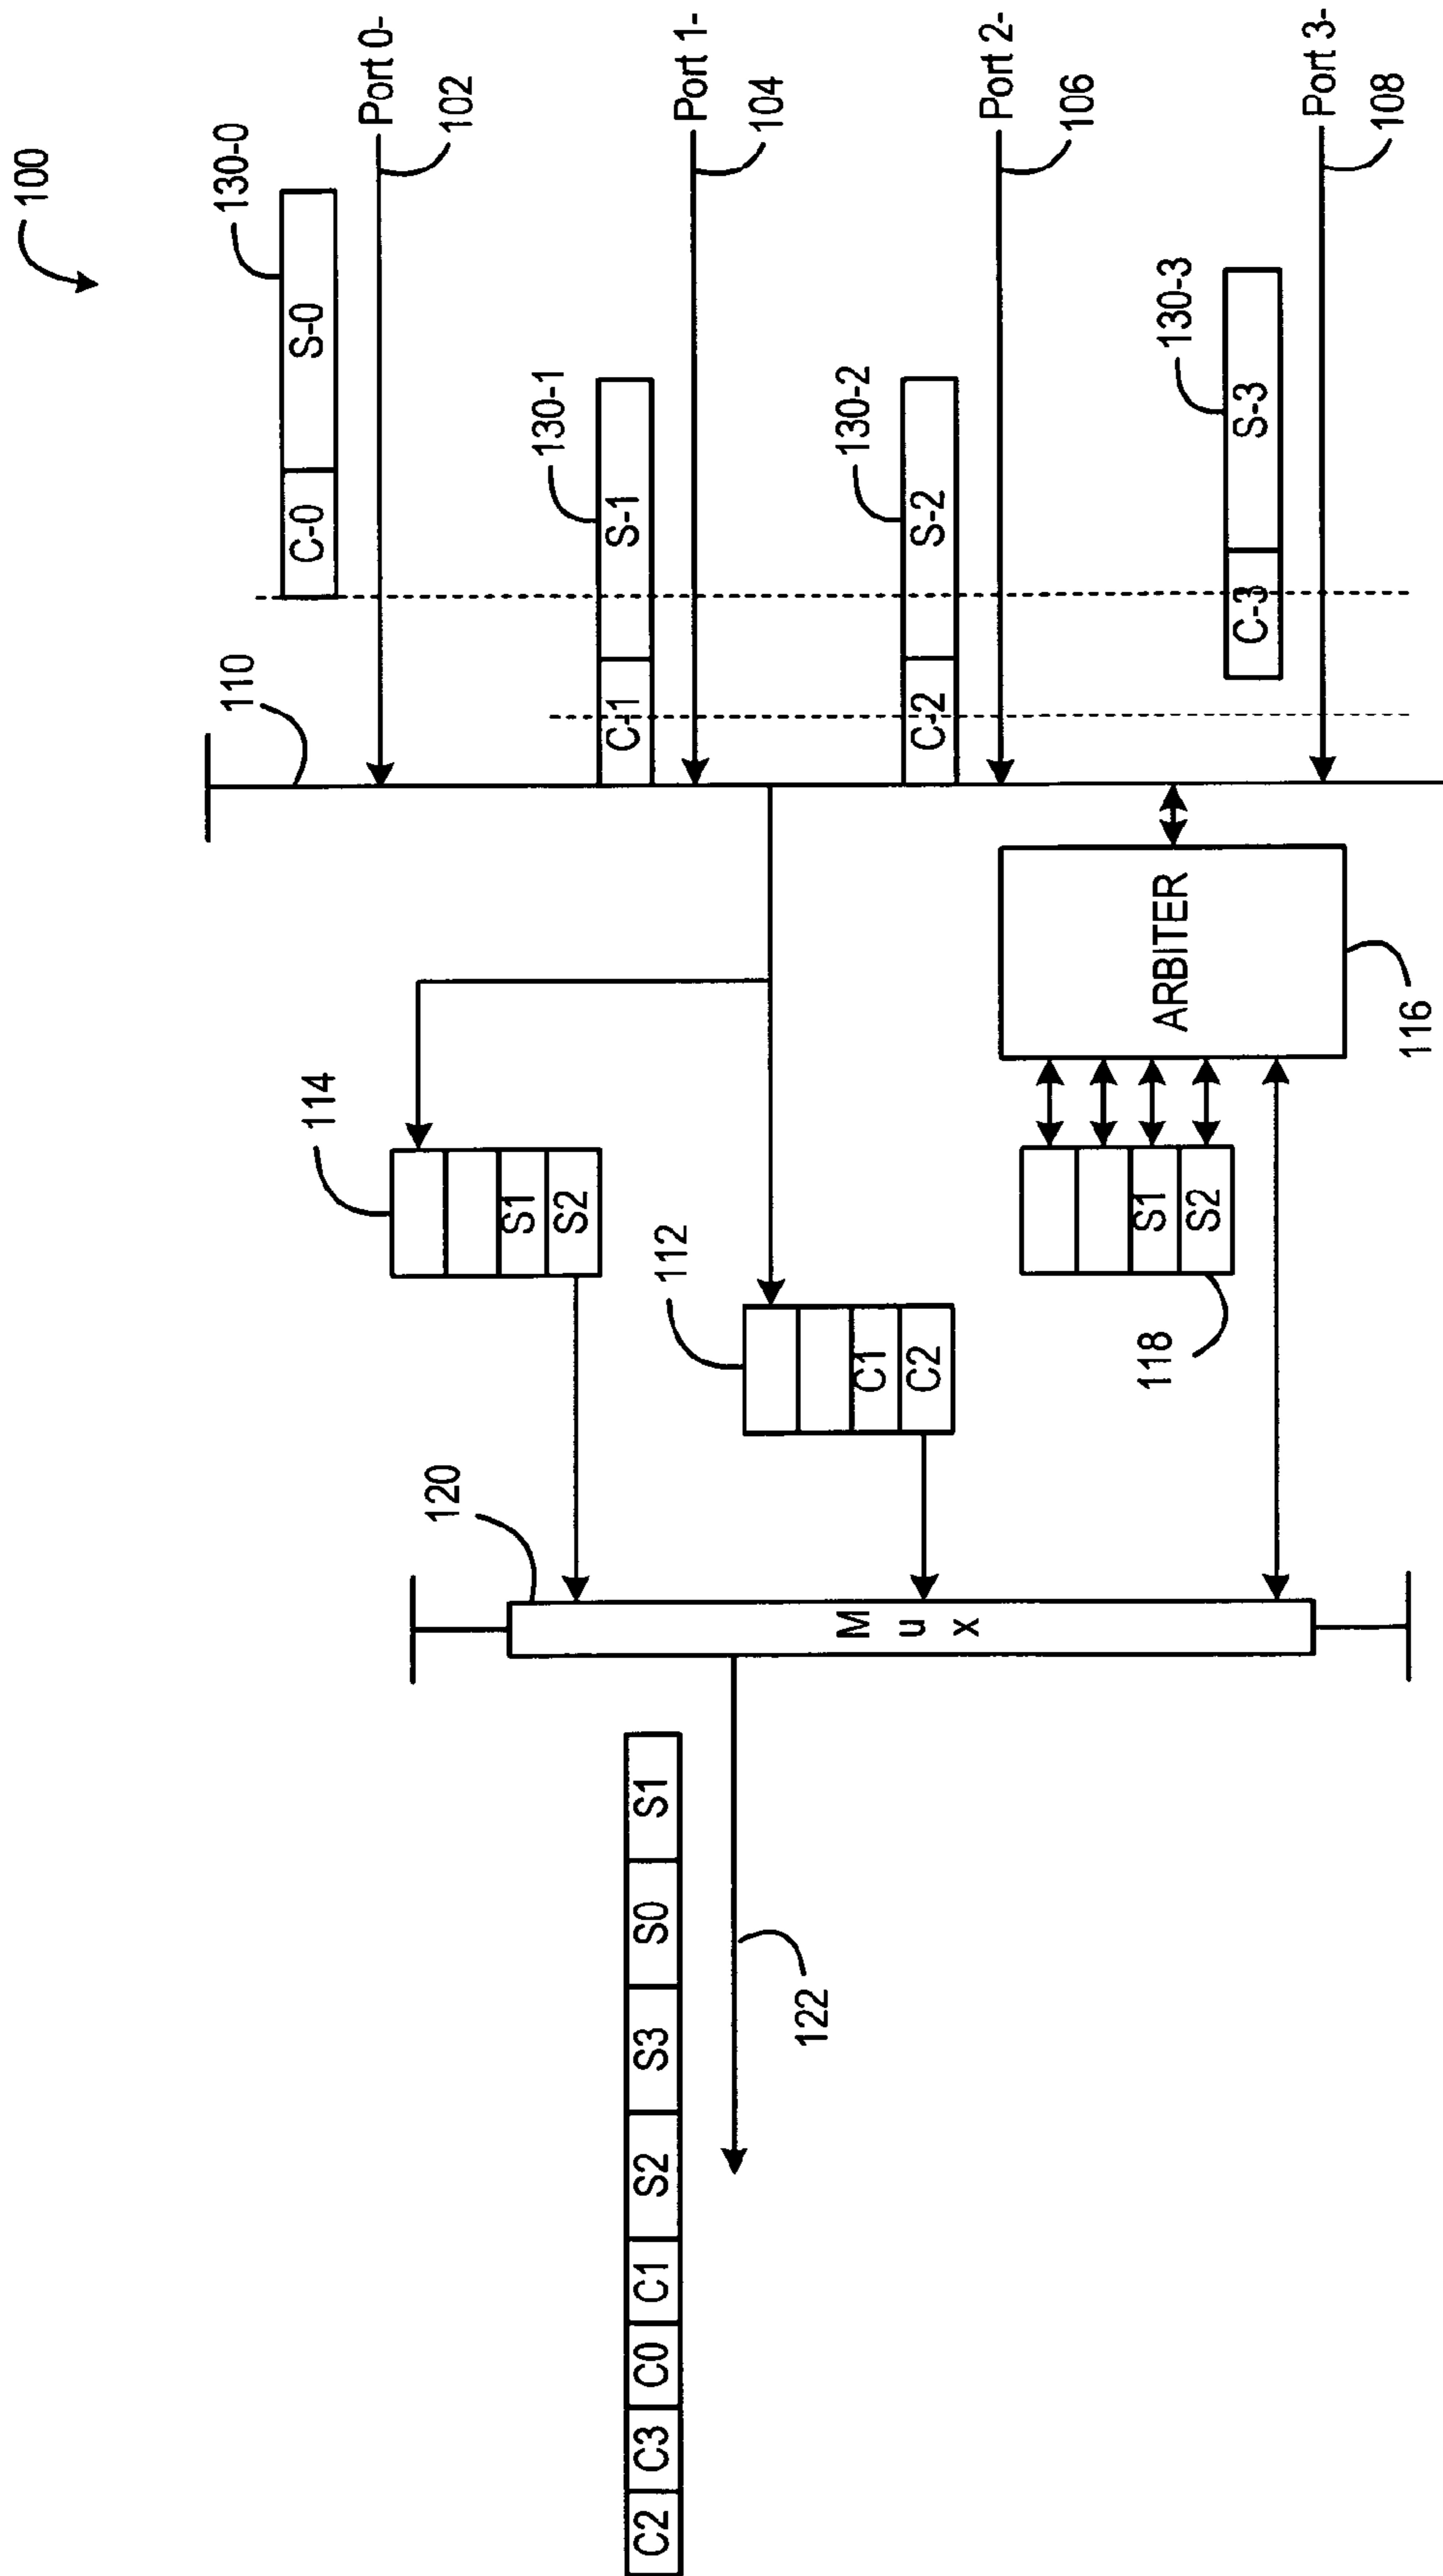 100
130-0
C-0 S-0
Port 0-
102
110
130-1
C-1 S-1
Port 1-
104
130-2
C-2 S-2
Port 2-
106
130-3
C-3 S-3
Port 3-
108
114
S1
S2
112
C1
C2
ARBITER
116
S1
S2
118
120
Mux
C2 C3 C0 C1 S2 S3 S0 S1
122